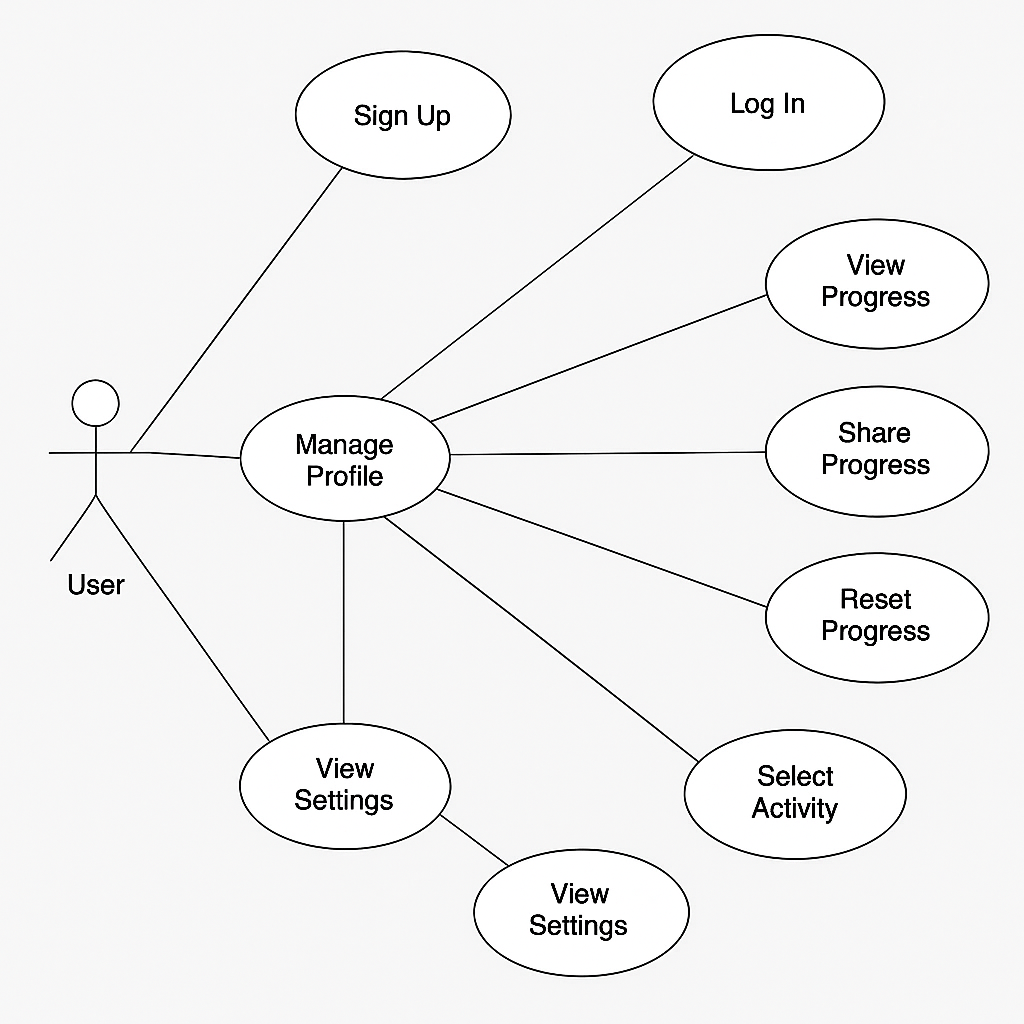 Sign Up
Log In
View
Progress
Manage
Profile
Share
Progress
User
Reset
Progress
View
Settings
Select
Activity
View
Settings